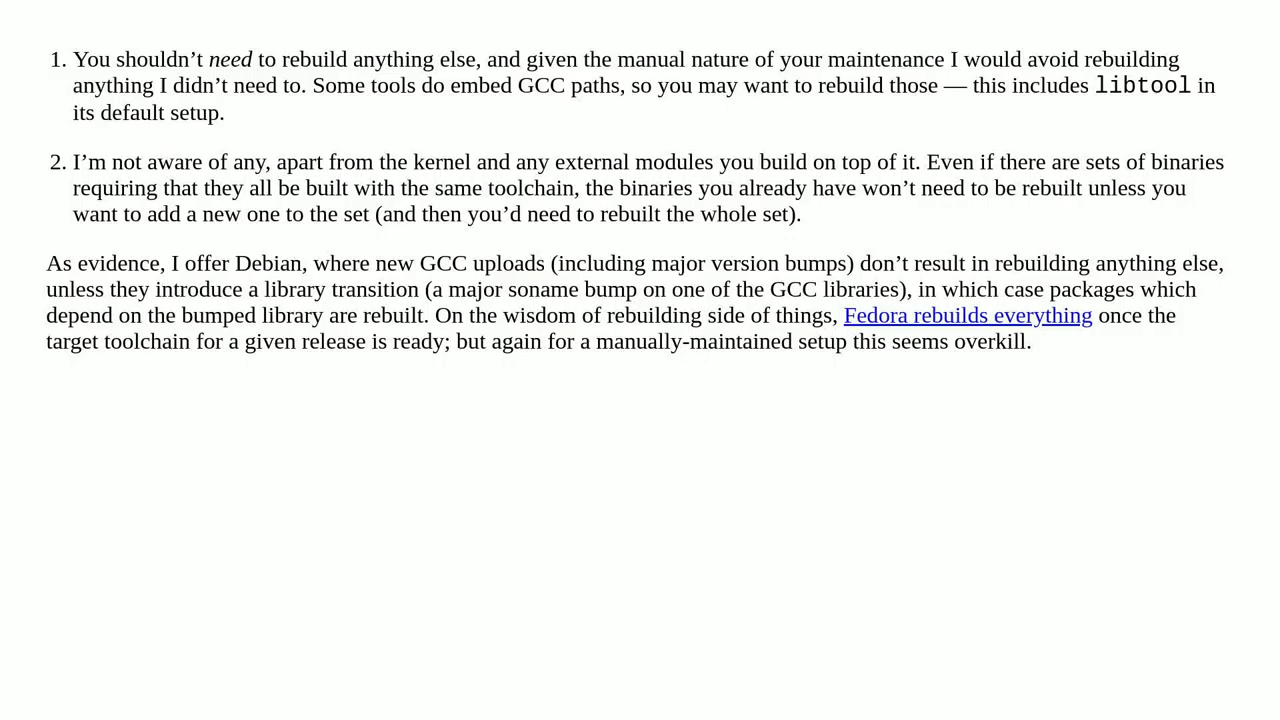 1. You shouldn’t need to rebuild anything else, and given the manual nature of your maintenance I would avoid rebuilding
anything I didn’t need to. Some tools do embed GCC paths, so you may want to rebuild those — this includes libtool in
its default setup.
2. I’m not aware of any, apart from the kernel and any external modules you build on top of it. Even if there are sets of binaries
requiring that they all be built with the same toolchain, the binaries you already have won’t need to be rebuilt unless you
want to add a new one to the set (and then you’d need to rebuilt the whole set).
As evidence, I offer Debian, where new GCC uploads (including major version bumps) don’t result in rebuilding anything else,
unless they introduce a library transition (a major soname bump on one of the GCC libraries), in which case packages which
depend on the bumped library are rebuilt. On the wisdom of rebuilding side of things, Fedora rebuilds everything once the
target toolchain for a given release is ready; but again for a manually-maintained setup this seems overkill.